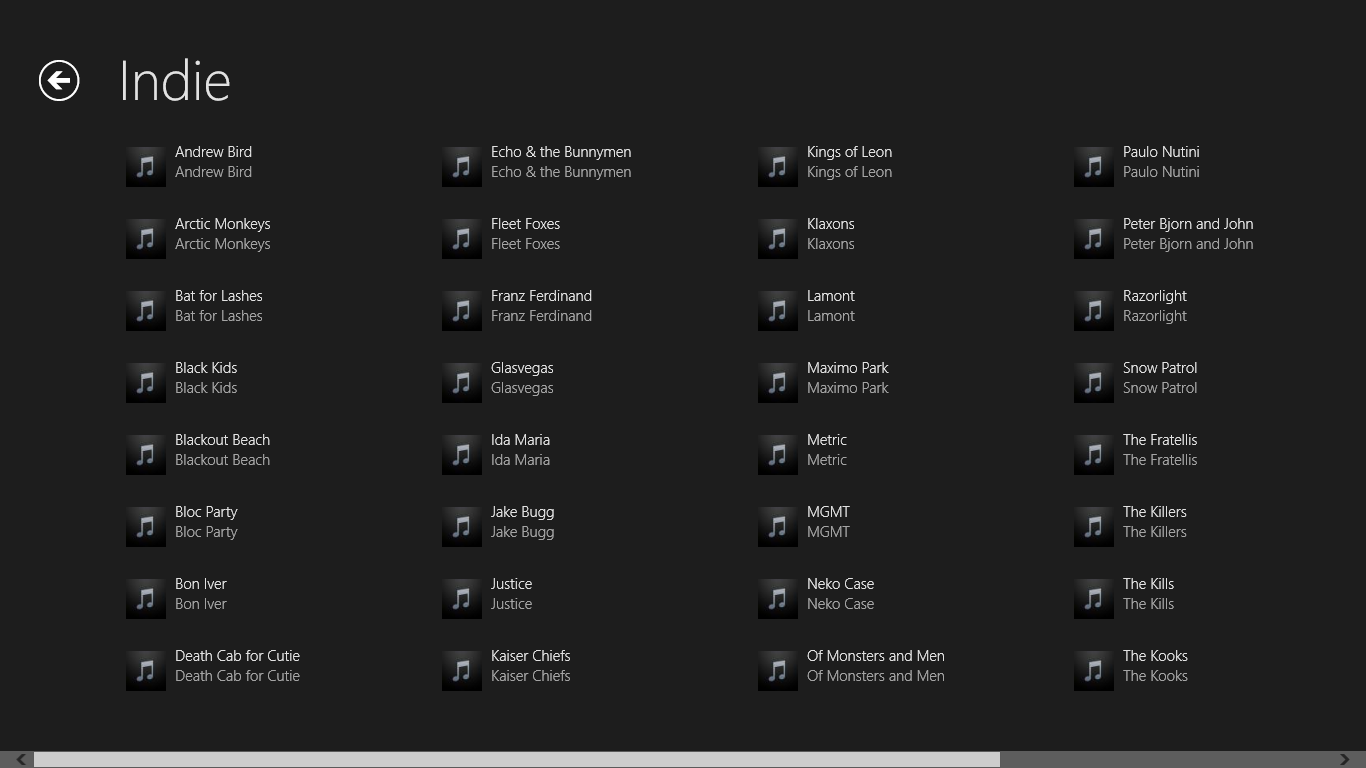 Indie
Andrew Bird
Andrew Bird
Arctic Monkeys
Arctic Monkeys
Bat for Lashes
Bat for Lashes
Black Kids
Black Kids
Blackout Beach
Blackout Beach
Bloc Party
Bloc Party
Bon Iver
Bon Iver
Death Cab for Cutie
Death Cab for Cutie
Echo & the Bunnymen
Echo & the Bunnymen
Fleet Foxes
Fleet Foxes
Franz Ferdinand
Franz Ferdinand
Glasvegas
Glasvegas
Ida Maria
Ida Maria
Jake Bugg
Jake Bugg
Justice
Justice
Kaiser Chiefs
Kaiser Chiefs
Kings of Leon
Kings of Leon
Klaxons
Klaxons
Lamont
Lamont
Maximo Park
Maximo Park
Metric
Metric
MGMT
MGMT
Neko Case
Neko Case
Of Monsters and Men
Of Monsters and Men
Paulo Nutini
Paulo Nutini
Peter Bjorn and John
Peter Bjorn and John
Razorlight
Razorlight
Snow Patrol
Snow Patrol
The Fratellis
The Fratellis
The Killers
The Killers
The Kills
The Kills
The Kooks
The Kooks